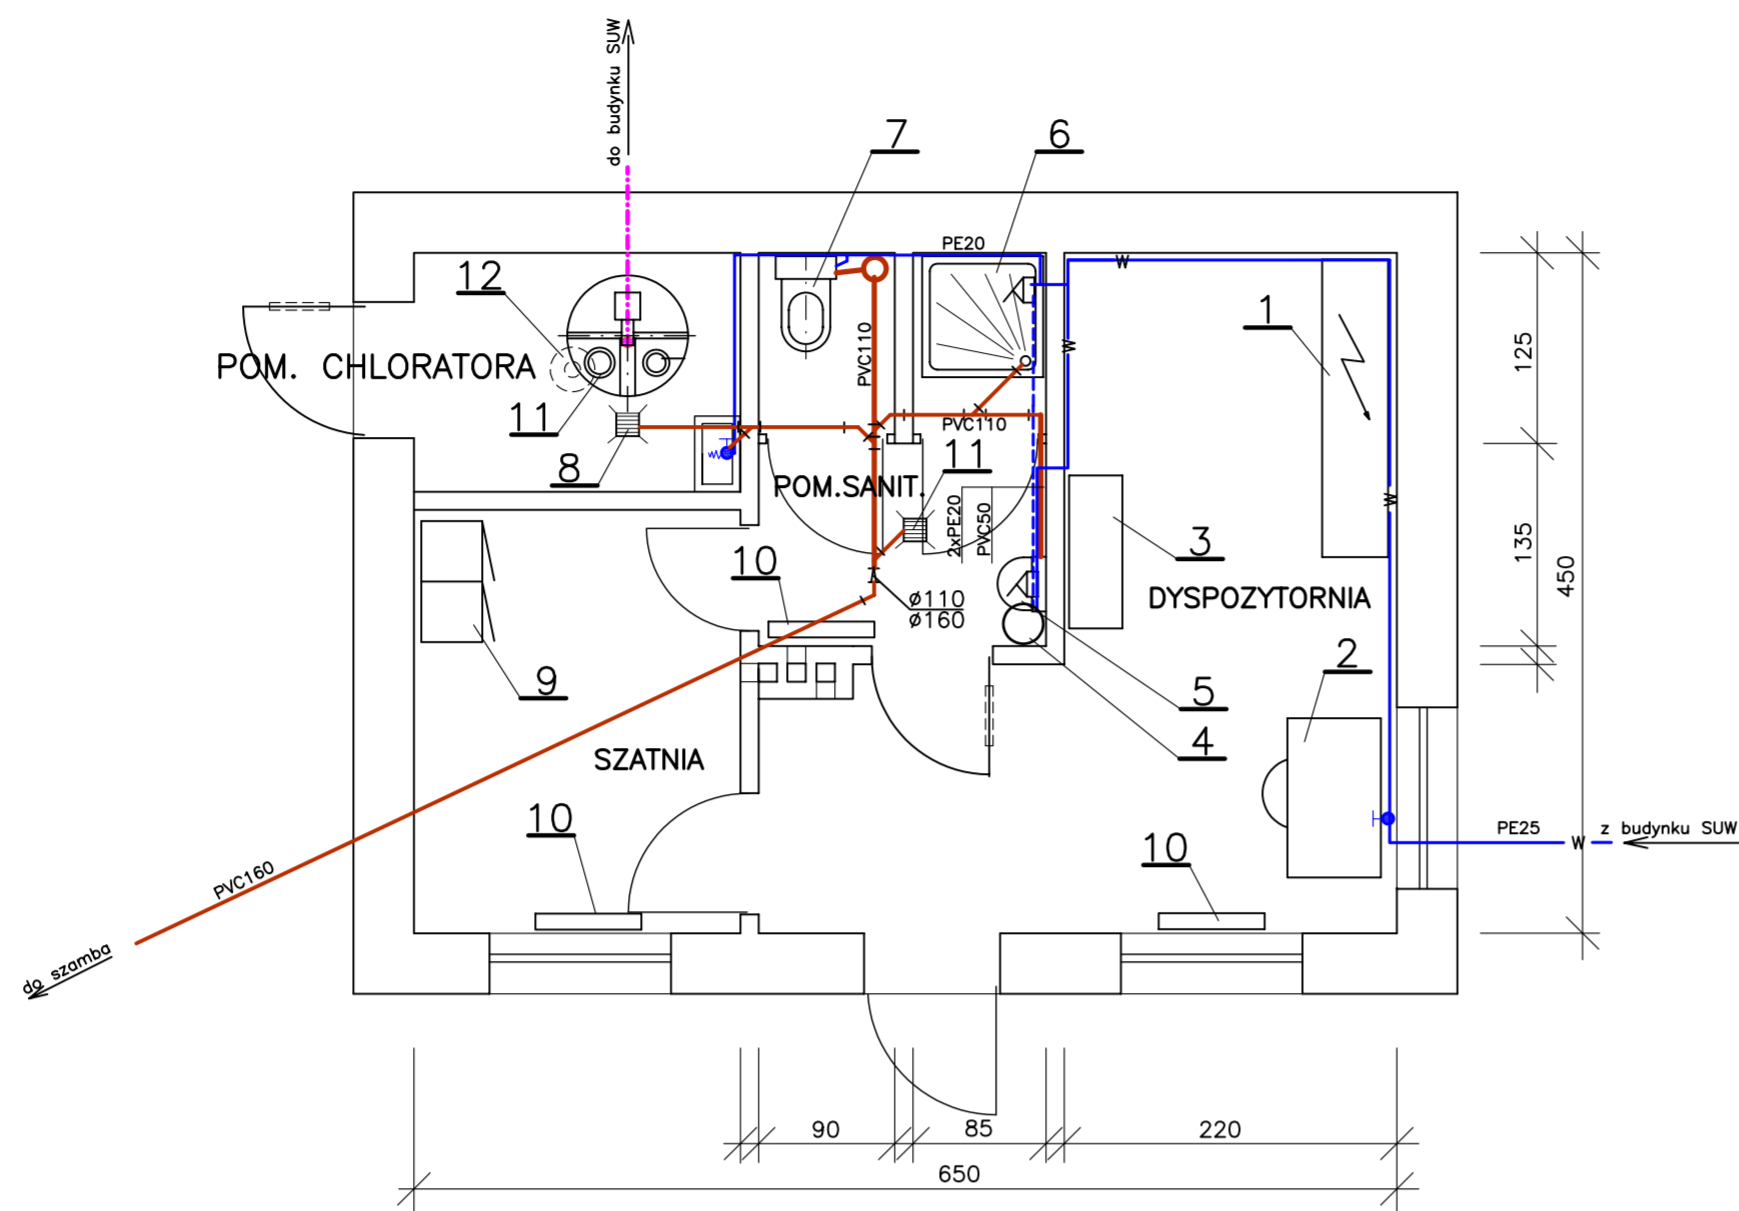 do budynku SUW
7
6
PE20
W
12
1
POM. CHLORATORA
PVC110
W
125
11
PVC110
8
11
POM.SANIT.
W
2xPE20
PVC50
3
135
10
450
DYSPOZYTORNIA
ø110
ø160
9
2
5
4
SZATNIA
10
10
PE25
W
z budynku SUW
PVC160
do szamba
90
85
220
650